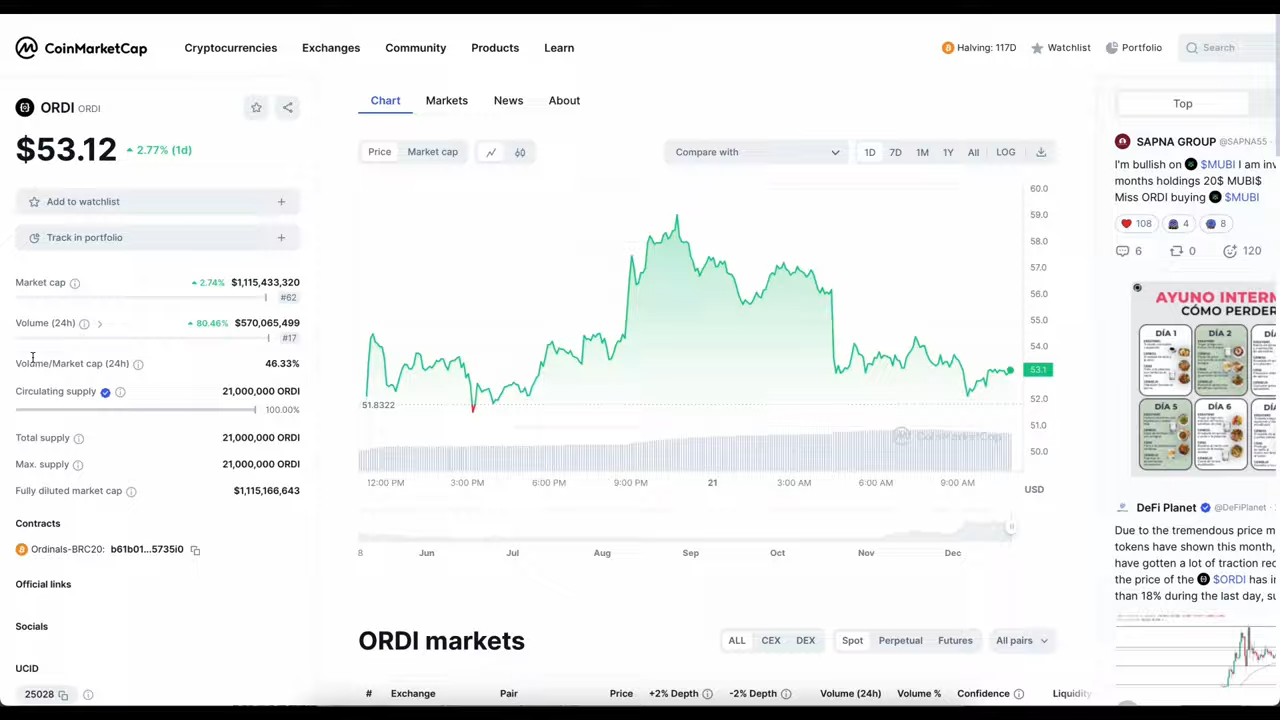 CoinMarketCap
Cryptocurrencies Exchanges Community Products Learn
Halving: 117D Watchlist Portfolio Search
ORDI ORDI
$53.12 2.77% (1d)
Add to watchlist +
Track in portfolio +
Market cap 2.74% $1,115,433,320
#62
Volume (24h) 80.46% $570,065,499
#17
Volume/Market cap (24h) 46.33%
Circulating supply 21,000,000 ORDI
100.00%
Total supply 21,000,000 ORDI
Max. supply 21,000,000 ORDI
Fully diluted market cap $1,115,166,643
Contracts
Ordinals-BRC20: b61b01...5735i0
Official links
Socials
UCID
25028
Chart Markets News About
Price Market cap
Compare with
1D 7D 1M 1Y All LOG
60.0
59.0
58.0
57.0
56.0
55.0
54.0
53.1
52.0
51.0
50.0
51.8322
12:00 PM 3:00 PM 6:00 PM 9:00 PM 21 3:00 AM 6:00 AM 9:00 AM
USD
8 Jun Jul Aug Sep Oct Nov Dec
ORDI markets
ALL CEX DEX Spot Perpetual Futures All pairs
# Exchange Pair Price +2% Depth -2% Depth Volume (24h) Volume % Confidence Liquidity
Top
SAPNA GROUP @SAPNA55 ·
I'm bullish on $MUBI I am inv
months holdings 20$ MUBI$
Miss ORDI buying $MUBI
108 4 8
6 0 120
AYUNO INTERM
CÓMO PERDER
DÍA 1 DÍA 2
DÍA 5 DÍA 6
DeFi Planet @DeFiPlanet ·
Due to the tremendous price m
tokens have shown this month,
have gotten a lot of traction rec
the price of the $ORDI has in
than 18% during the last day, su